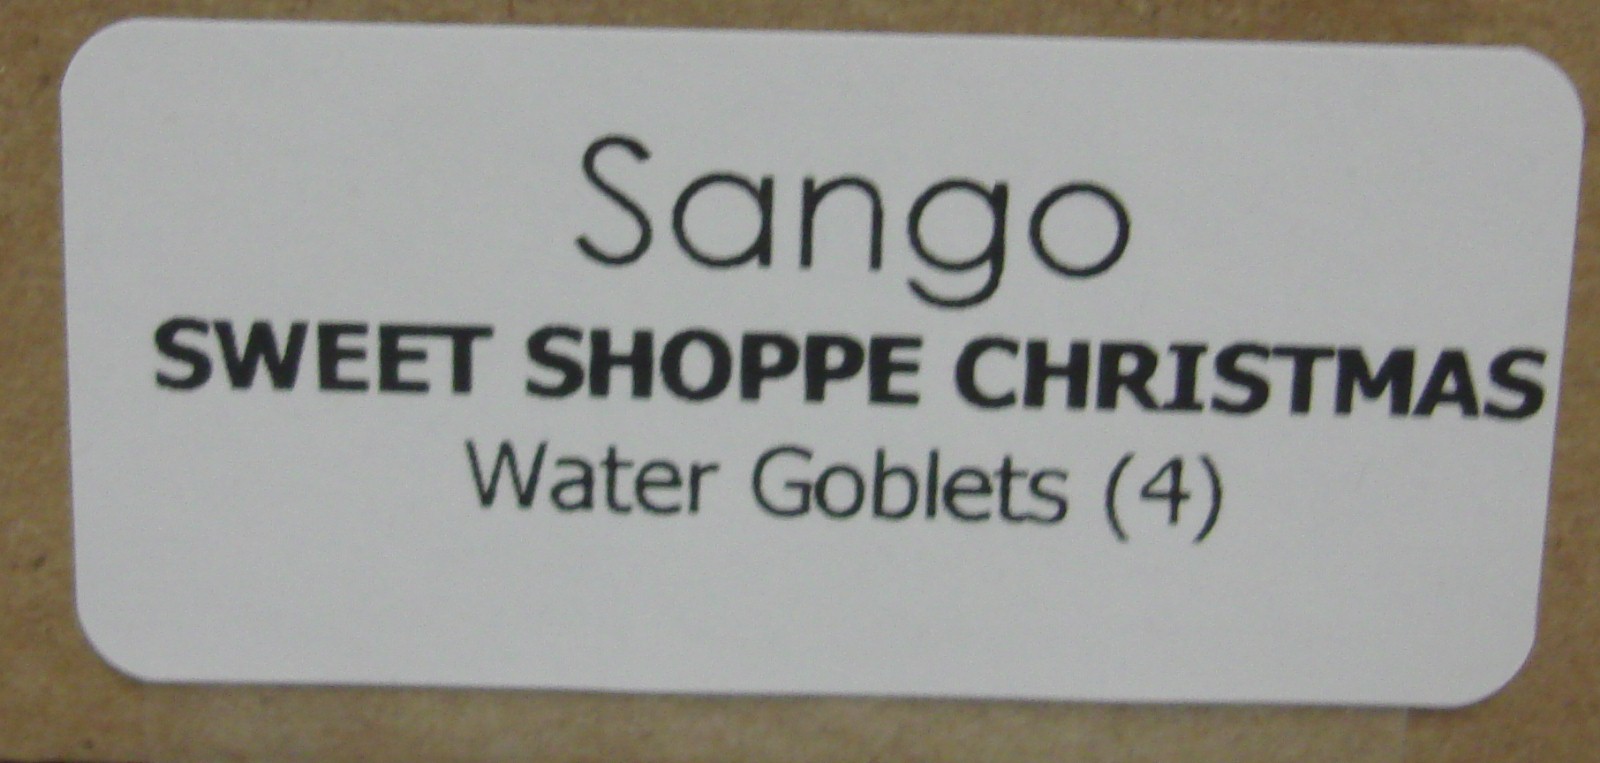 Sango
SWEET SHOPPE CHRISTMAS
Water Goblets (4)